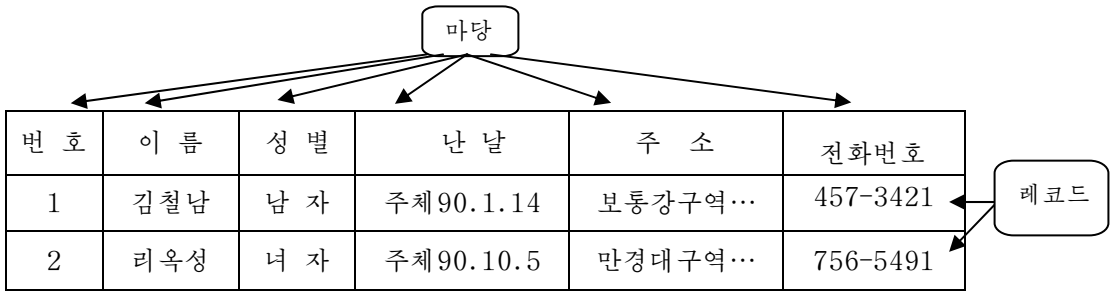 마당
번 호 이 름 성 별 난 날 주 소 전화번호
1 김철남 남 자 주체90.1.14 보통강구역… 457-3421
레코드
2 리옥성 녀 자 주체90.10.5 만경대구역… 756-5491